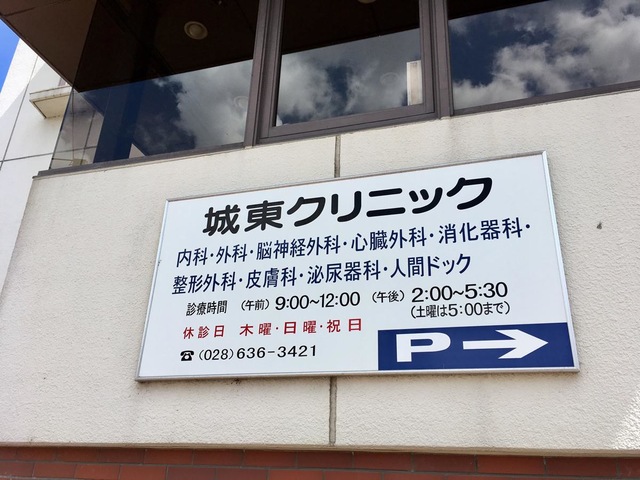 城東クリニック
内科・外科・脳神経外科・心臓外科・消化器科・
整形外科・皮膚科・泌尿器科・人間ドック
診療時間 (午前) 9:00~12:00 (午後) 2:00~5:30
(土曜は5:00まで)
休診日 木曜・日曜・祝日
☎(028)636-3421
P→